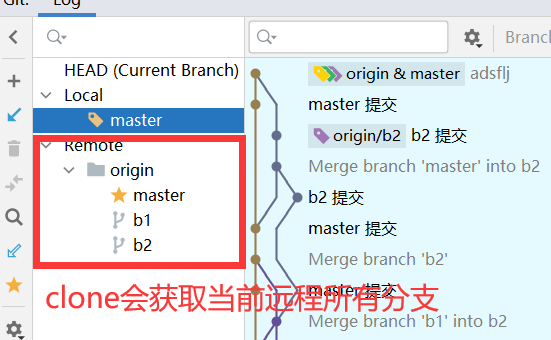 Git:
Log
Branch
HEAD (Current Branch)
Local
master
Remote
origin
master
b1
b2
origin & master adsflj
master 提交
origin/b2 b2 提交
Merge branch 'master' into b2
b2 提交
master 提交
Merge branch 'b2'
master 提交
Merge branch 'b1' into b2
clone会获取当前远程所有分支